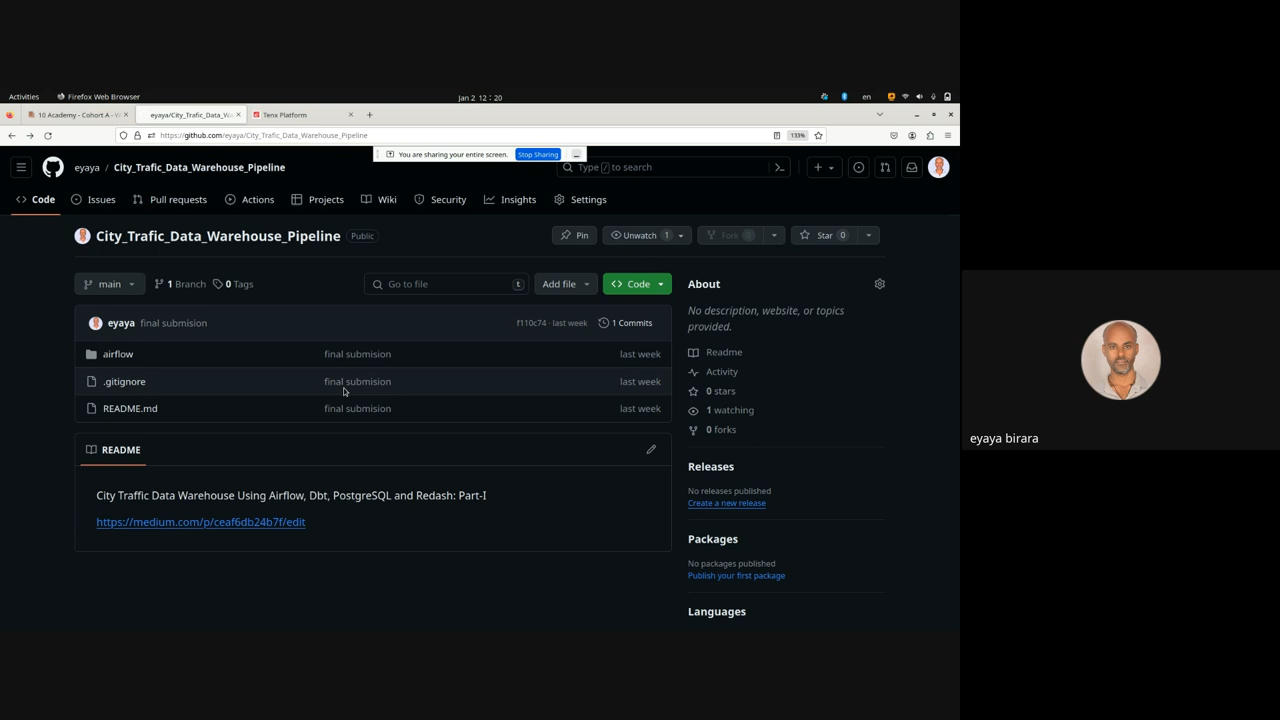 Activities
Firefox Web Browser
Jan 2 12:20
en
10 Academy - Cohort A - W
eyaya/City_Trafic_Data_Wa
Tenx Platform
https://github.com/eyaya/City_Trafic_Data_Warehouse_Pipeline
133%
You are sharing your entire screen.
Stop Sharing
eyaya / City_Trafic_Data_Warehouse_Pipeline
Type / to search
Code
Issues
Pull requests
Actions
Projects
Wiki
Security
Insights
Settings
City_Trafic_Data_Warehouse_Pipeline
Public
Pin
Unwatch 1
Fork
Star 0
main
1 Branch
0 Tags
Go to file
t
Add file
Code
eyaya final submision
f110c74 · last week
1 Commits
airflow final submision last week
.gitignore final submision last week
README.md final submision last week
README
City Traffic Data Warehouse Using Airflow, Dbt, PostgreSQL and Redash: Part-I
https://medium.com/p/ceaf6db24b7f/edit
About
No description, website, or topics
provided.
Readme
Activity
0 stars
1 watching
0 forks
Releases
No releases published
Create a new release
Packages
No packages published
Publish your first package
Languages
eyaya birara